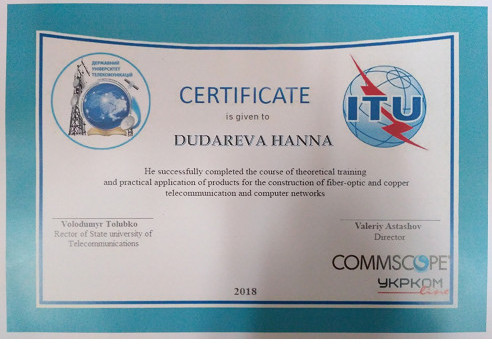 ДЕРЖАВНИЙ
УНІВЕРСИТЕТ
ТЕЛЕКОМУНІКАЦІЙ
ITU
CERTIFICATE
is given to
DUDAREVA HANNA
He successfully completed the course of theoretical training
and practical application of products for the construction of fiber-optic and copper
telecommunication and computer networks
Volodumyr Tolubko
Rector of State university of
Telecommunications
Valeriy Astashov
Director
COMMSCOPE
УКРКОМ
line
2018